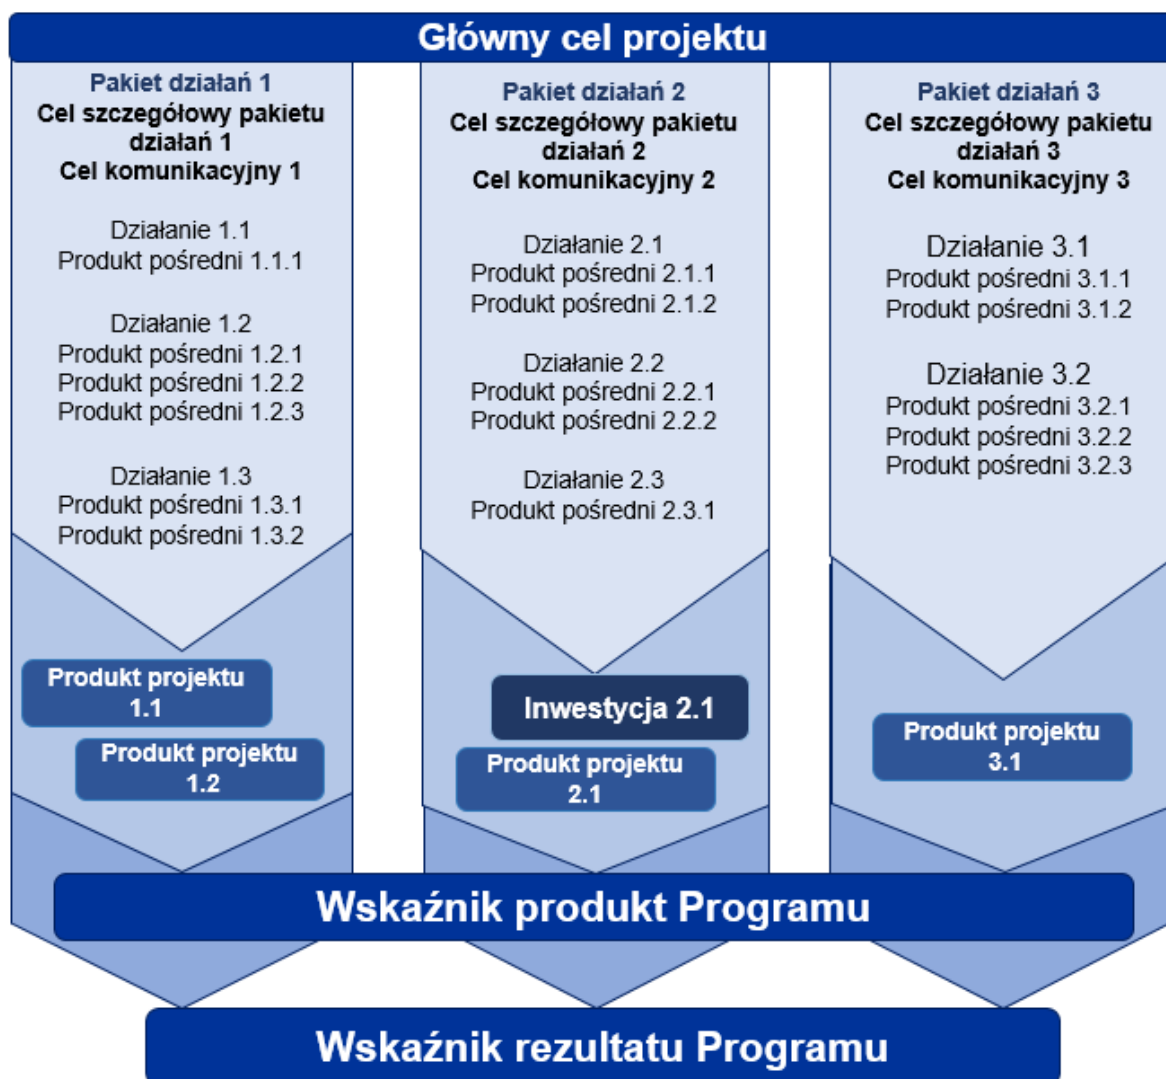 Główny cel projektu
Pakiet działań 1
Cel szczegółowy pakietu
działań 1
Cel komunikacyjny 1
Działanie 1.1
Produkt pośredni 1.1.1
Działanie 1.2
Produkt pośredni 1.2.1
Produkt pośredni 1.2.2
Produkt pośredni 1.2.3
Działanie 1.3
Produkt pośredni 1.3.1
Produkt pośredni 1.3.2
Produkt projektu
1.1
Produkt projektu
1.2
Pakiet działań 2
Cel szczegółowy pakietu
działań 2
Cel komunikacyjny 2
Działanie 2.1
Produkt pośredni 2.1.1
Produkt pośredni 2.1.2
Działanie 2.2
Produkt pośredni 2.2.1
Produkt pośredni 2.2.2
Działanie 2.3
Produkt pośredni 2.3.1
Inwestycja 2.1
Produkt projektu
2.1
Pakiet działań 3
Cel szczegółowy pakietu
działań 3
Cel komunikacyjny 3
Działanie 3.1
Produkt pośredni 3.1.1
Produkt pośredni 3.1.2
Działanie 3.2
Produkt pośredni 3.2.1
Produkt pośredni 3.2.2
Produkt pośredni 3.2.3
Produkt projektu
3.1
Wskaźnik produkt Programu
Wskaźnik rezultatu Programu